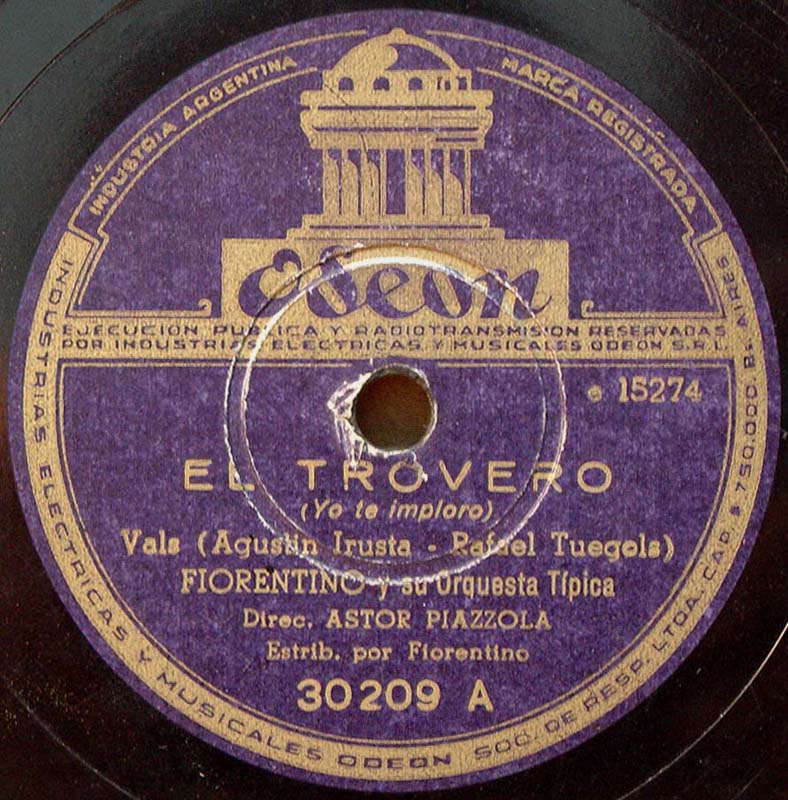 INDUSTRIA ARGENTINA
MARCA REGISTRADA
Odeon
EJECUCION PUBLICA Y RADIOTRANSMISION RESERVADAS
POR INDUSTRIAS ELECTRICAS Y MUSICALES ODEON S.R.L.
e 15274
EL TROVERO
(Yo te imploro)
Vals (Agustin Irusta - Rafael Tuegols)
FIORENTINO y su Orquesta Típica
Direc. ASTOR PIAZZOLA
Estrib. por Fiorentino
30209 A
INDUSTRIAS ELECTRICAS Y MUSICALES ODEON SOC. DE RESP. LTDA. CAP. $ 750.000. Bs. AIRES